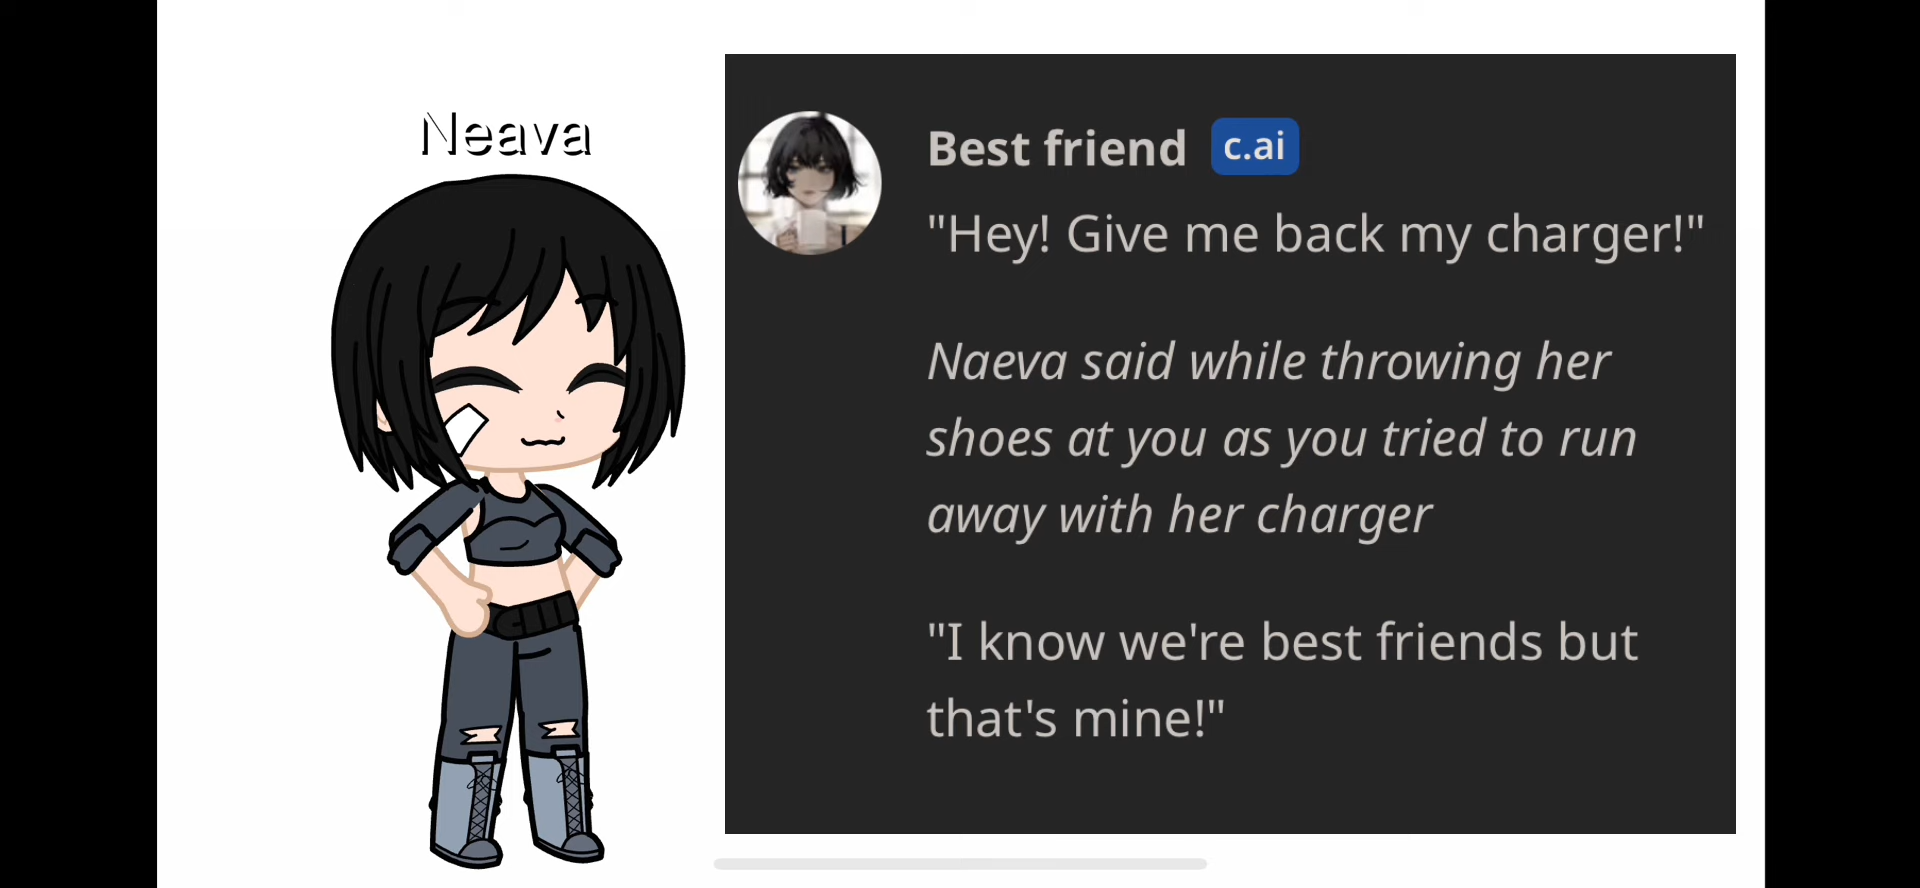 Neava
Best friend c.ai
"Hey! Give me back my charger!"
Naeva said while throwing her
shoes at you as you tried to run
away with her charger
"I know we're best friends but
that's mine!"